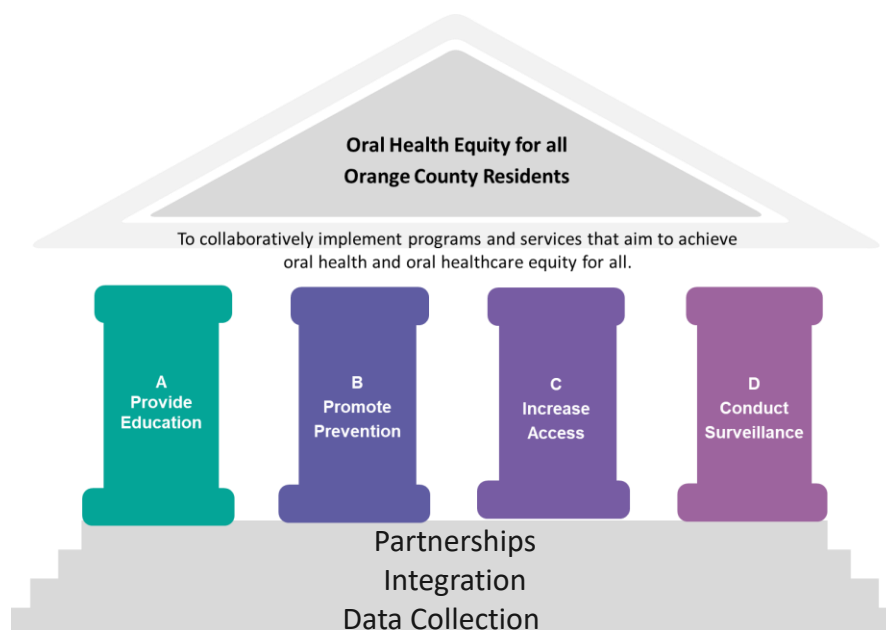 Oral Health Equity for all
Orange County Residents
To collaboratively implement programs and services that aim to achieve
oral health and oral healthcare equity for all.
A
Provide
Education
B
Promote
Prevention
C
Increase
Access
D
Conduct
Surveillance
Partnerships
Integration
Data Collection